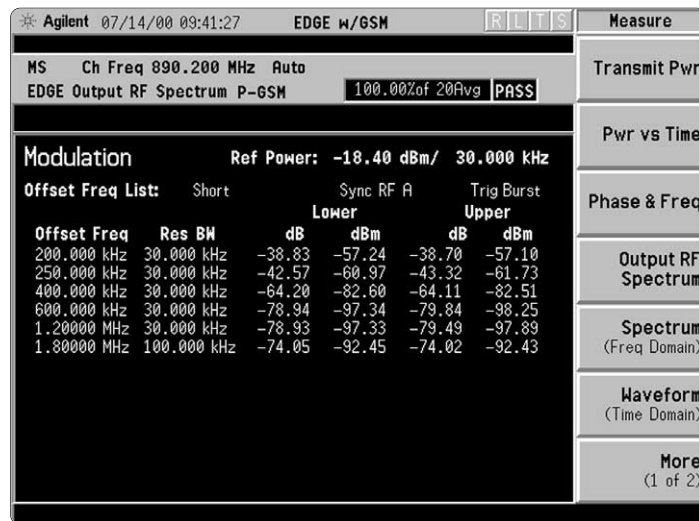 Agilent 07/14/00 09:41:27 EDGE w/GSM R L T S
MS Ch Freq 890.200 MHz Auto
EDGE Output RF Spectrum P-GSM 100.00%of 20Avg PASS
Modulation Ref Power: -18.40 dBm/ 30.000 kHz
Offset Freq List: Short Sync RF A Trig Burst
Lower Upper
Offset Freq Res BW dB dBm dB dBm
200.000 kHz 30.000 kHz -38.83 -57.24 -38.70 -57.10
250.000 kHz 30.000 kHz -42.57 -60.97 -43.32 -61.73
400.000 kHz 30.000 kHz -64.20 -82.60 -64.11 -82.51
600.000 kHz 30.000 kHz -78.94 -97.34 -79.84 -98.25
1.20000 MHz 30.000 kHz -78.93 -97.33 -79.49 -97.89
1.80000 MHz 100.000 kHz -74.05 -92.45 -74.02 -92.43
Measure
Transmit Pwr
Pwr vs Time
Phase & Freq
Output RF
Spectrum
Spectrum
(Freq Domain)
Waveform
(Time Domain)
More
(1 of 2)